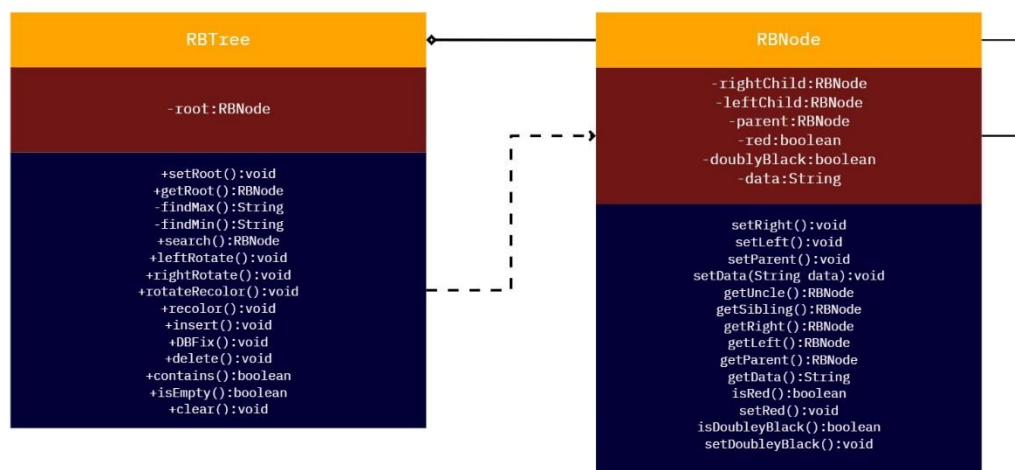 RBTree
-root:RBNode
+setRoot():void
+getRoot():RBNode
-findMax():String
-findMin():String
+search():RBNode
+leftRotate():void
+rightRotate():void
+rotateRecolor():void
+recolor():void
+insert():void
+DBFix():void
+delete():void
+contains():boolean
+isEmpty():boolean
+clear():void
RBNode
-rightChild:RBNode
-leftChild:RBNode
-parent:RBNode
-red:boolean
-doublyBlack:boolean
-data:String
setRight():void
setLeft():void
setParent():void
setData(String data):void
getUncle():RBNode
getSibling():RBNode
getRight():RBNode
getLeft():RBNode
getParent():RBNode
getData():String
isRed():boolean
setRed():void
isDoubleyBlack():boolean
setDoubleyBlack():void